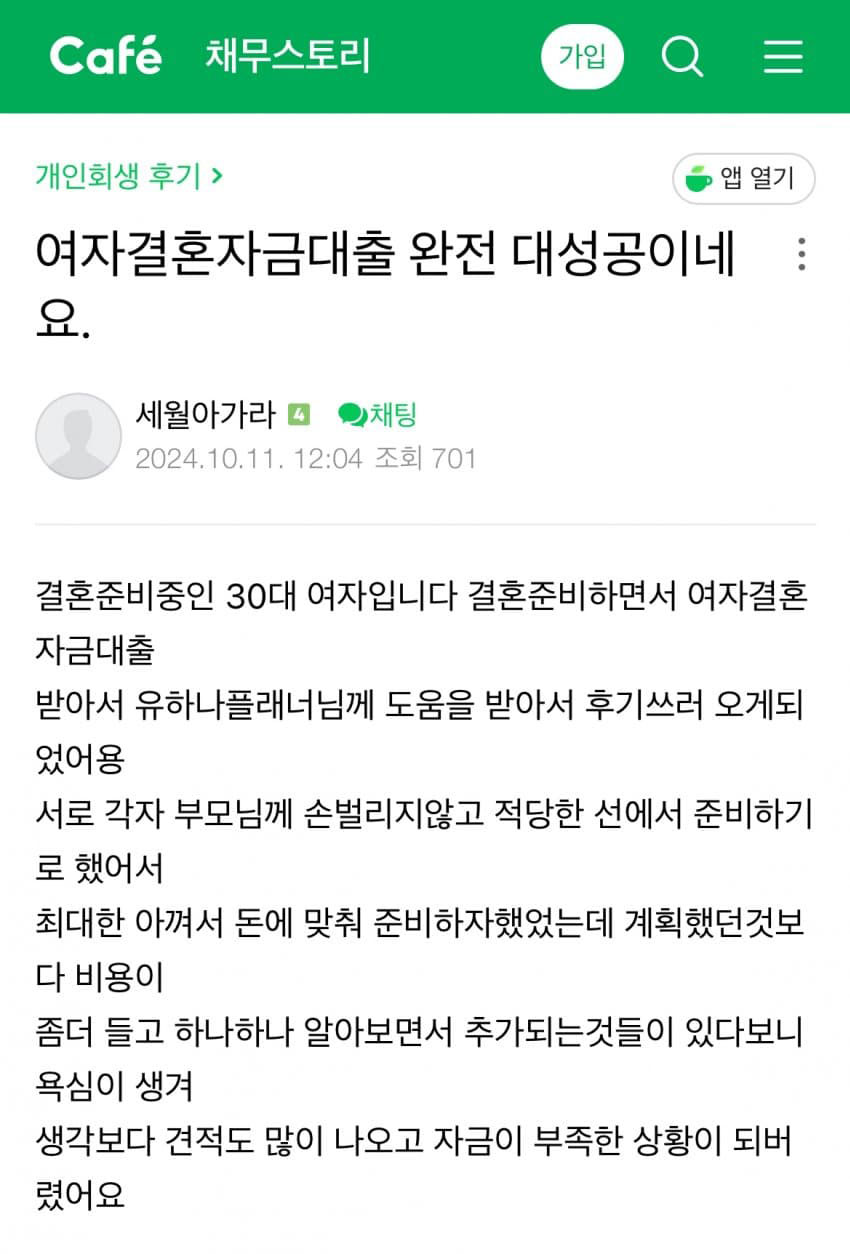 Café 채무스토리 가입
개인회생 후기 >
앱 열기
여자결혼자금대출 완전 대성공이네
요.
세월아가라 4 채팅
2024.10.11. 12:04 조회 701
결혼준비중인 30대 여자입니다 결혼준비하면서 여자결혼
자금대출
받아서 유하나플래너님께 도움을 받아서 후기쓰러 오게되
었어용
서로 각자 부모님께 손벌리지않고 적당한 선에서 준비하기
로 했어서
최대한 아껴서 돈에 맞춰 준비하자했었는데 계획했던것보
다 비용이
좀더 들고 하나하나 알아보면서 추가되는것들이 있다보니
욕심이 생겨
생각보다 견적도 많이 나오고 자금이 부족한 상황이 되버
렸어요